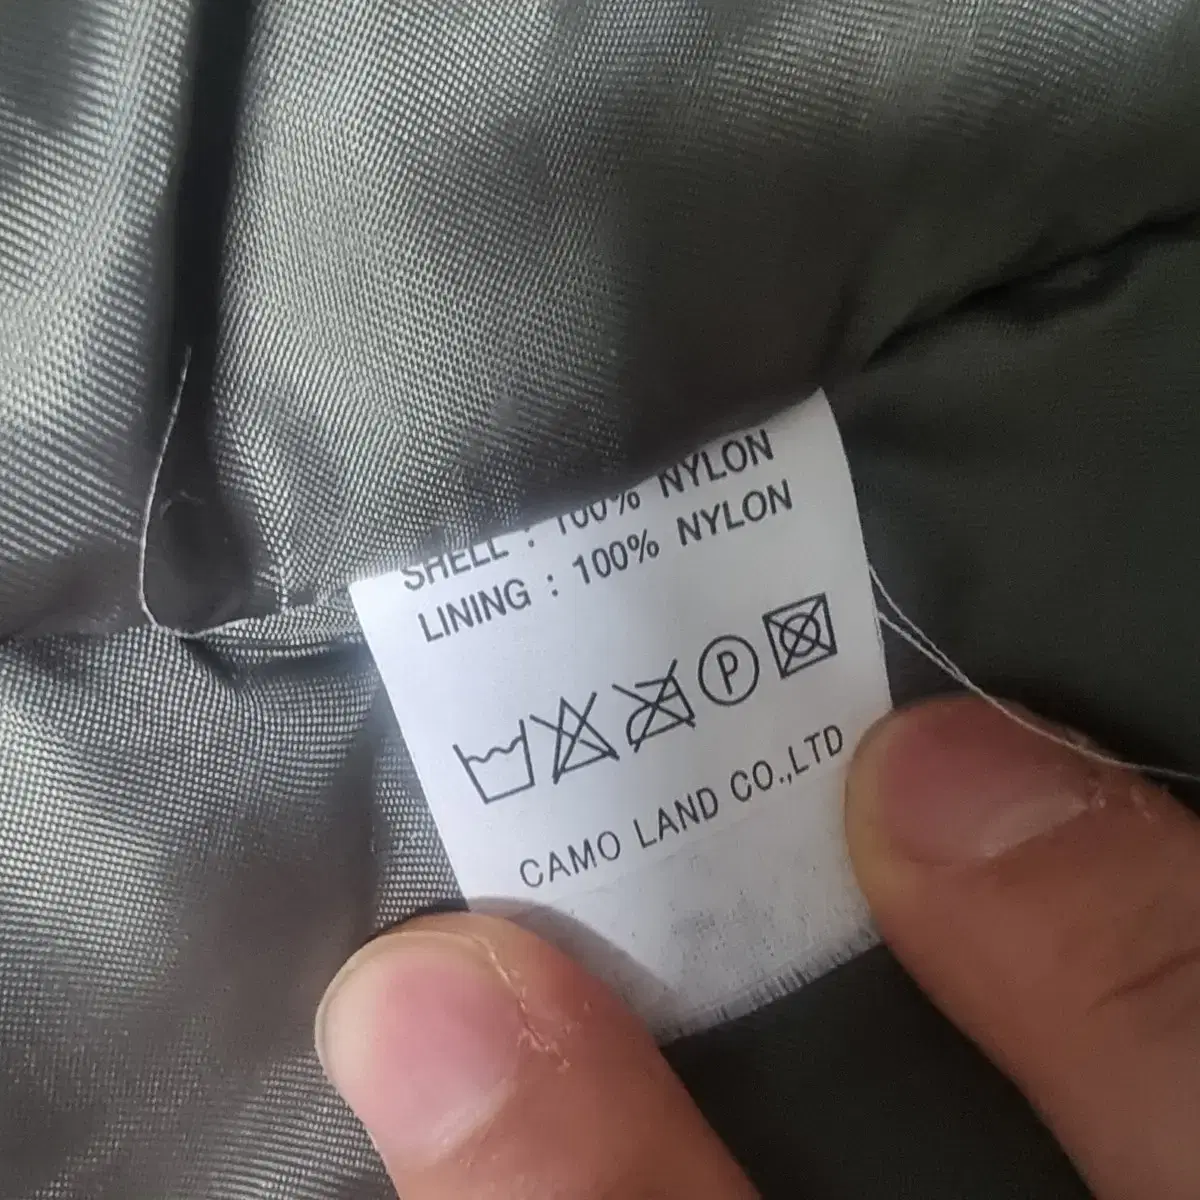 SHELL : 100% NYLON
LINING : 100% NYLON
P
CAMO LAND CO.,LTD